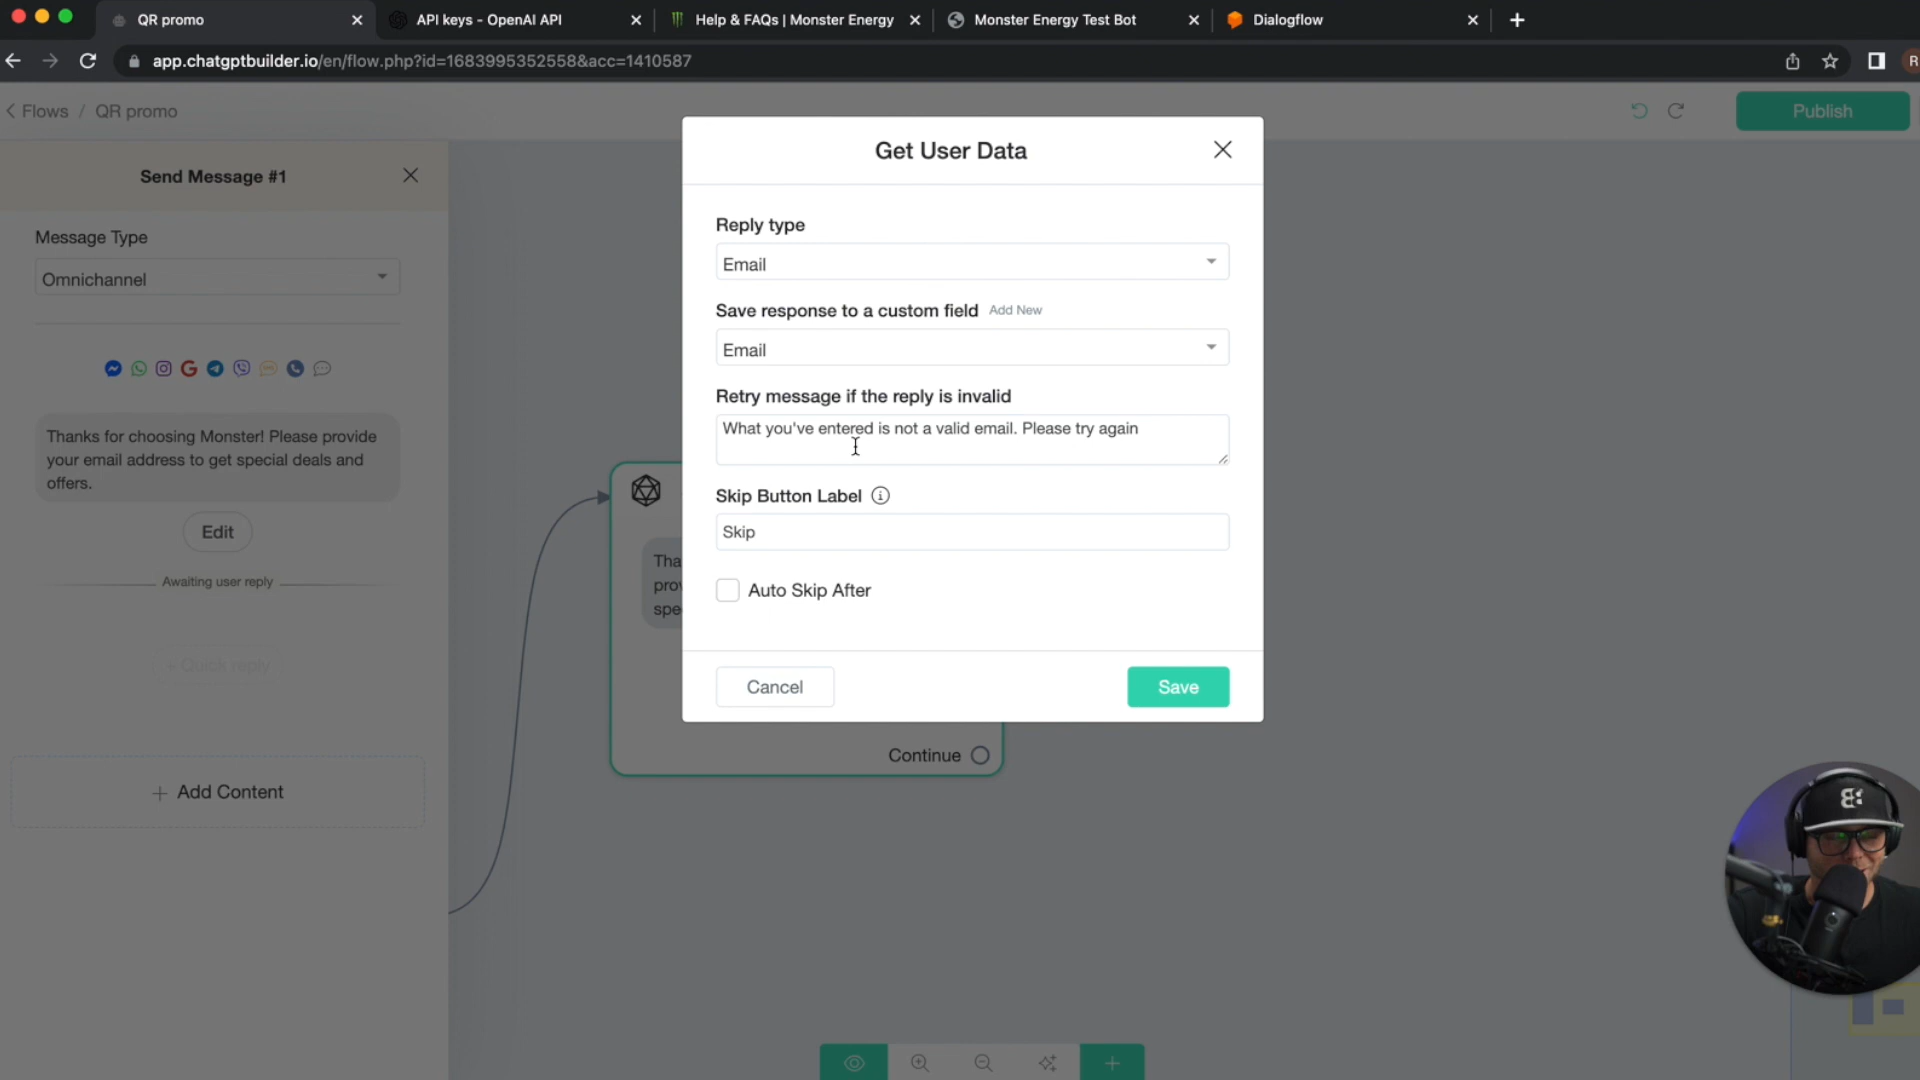 QR promo
API keys - OpenAI API
Help & FAQs | Monster Energy
Monster Energy Test Bot
Dialogflow
app.chatgptbuilder.io/en/flow.php?id=1683995352558&acc=1410587
R
Flows / QR promo
Publish
Send Message #1
Message Type
Omnichannel
Thanks for choosing Monster! Please provide
your email address to get special deals and
offers.
Edit
Awaiting user reply
+ Quick reply
+ Add Content
Tha
prov
spe
Continue
Get User Data
Reply type
Email
Save response to a custom field Add New
Email
Retry message if the reply is invalid
What you've entered is not a valid email. Please try again
Skip Button Label
Skip
Auto Skip After
Cancel
Save